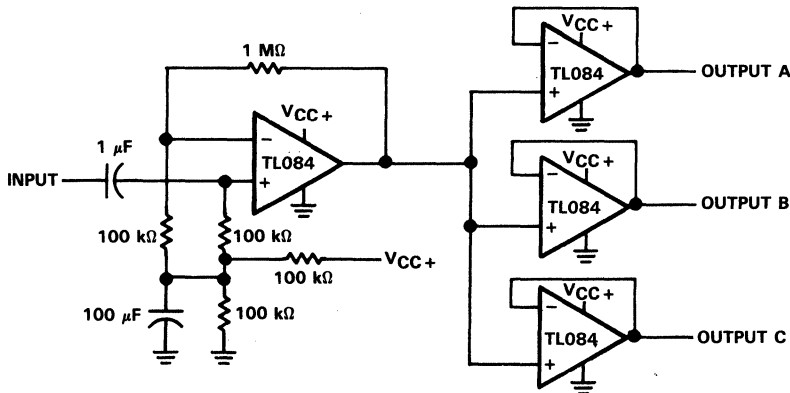 1 MΩ
VCC+
TL084
−
+
1 µF
INPUT
100 kΩ
100 kΩ
100 kΩ
VCC+
100 µF
100 kΩ
VCC+
TL084
−
+
OUTPUT A
VCC+
TL084
−
+
OUTPUT B
VCC+
TL084
−
+
OUTPUT C